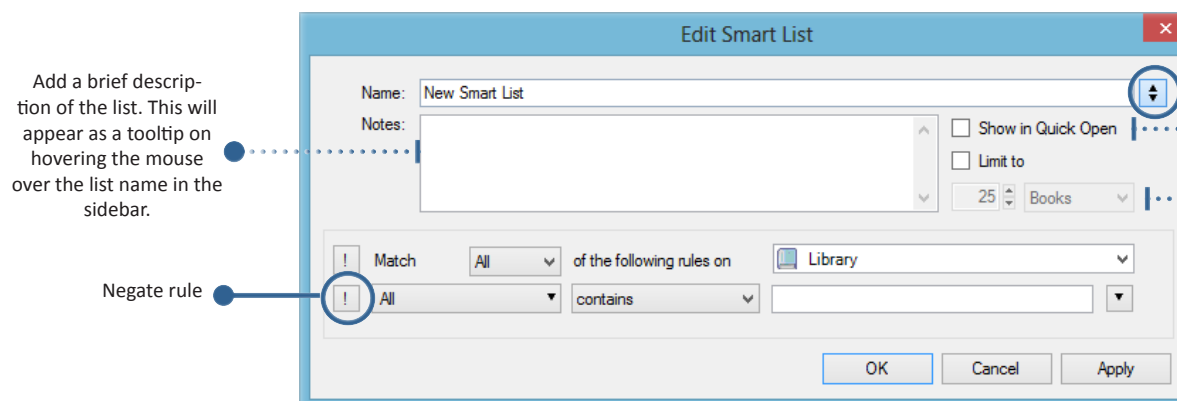 Edit Smart List
Add a brief descrip-
tion of the list. This will
appear as a tooltip on
hovering the mouse
over the list name in the
sidebar.
Name: New Smart List
Notes:
Show in Quick Open
Limit to
25 Books
! Match All of the following rules on Library
Negate rule
! All contains
OK Cancel Apply